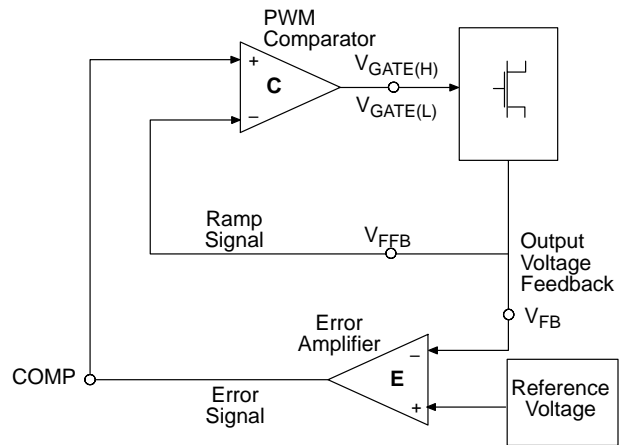 PWM
Comparator
+
C
–
V_GATE(H)
V_GATE(L)
Ramp
Signal
V_FFB
Output
Voltage
Feedback
V_FB
Error
Amplifier
–
E
+
COMP
Error
Signal
Reference
Voltage